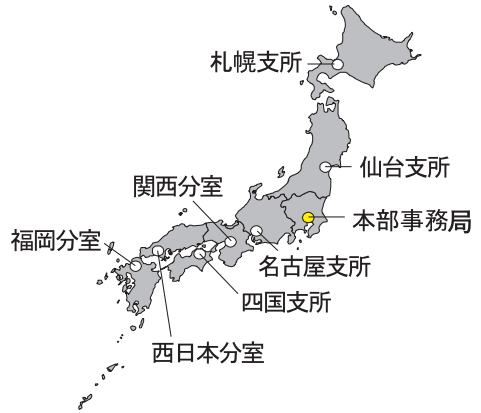 札幌支所
仙台支所
関西分室
本部事務局
福岡分室
名古屋支所
四国支所
西日本分室